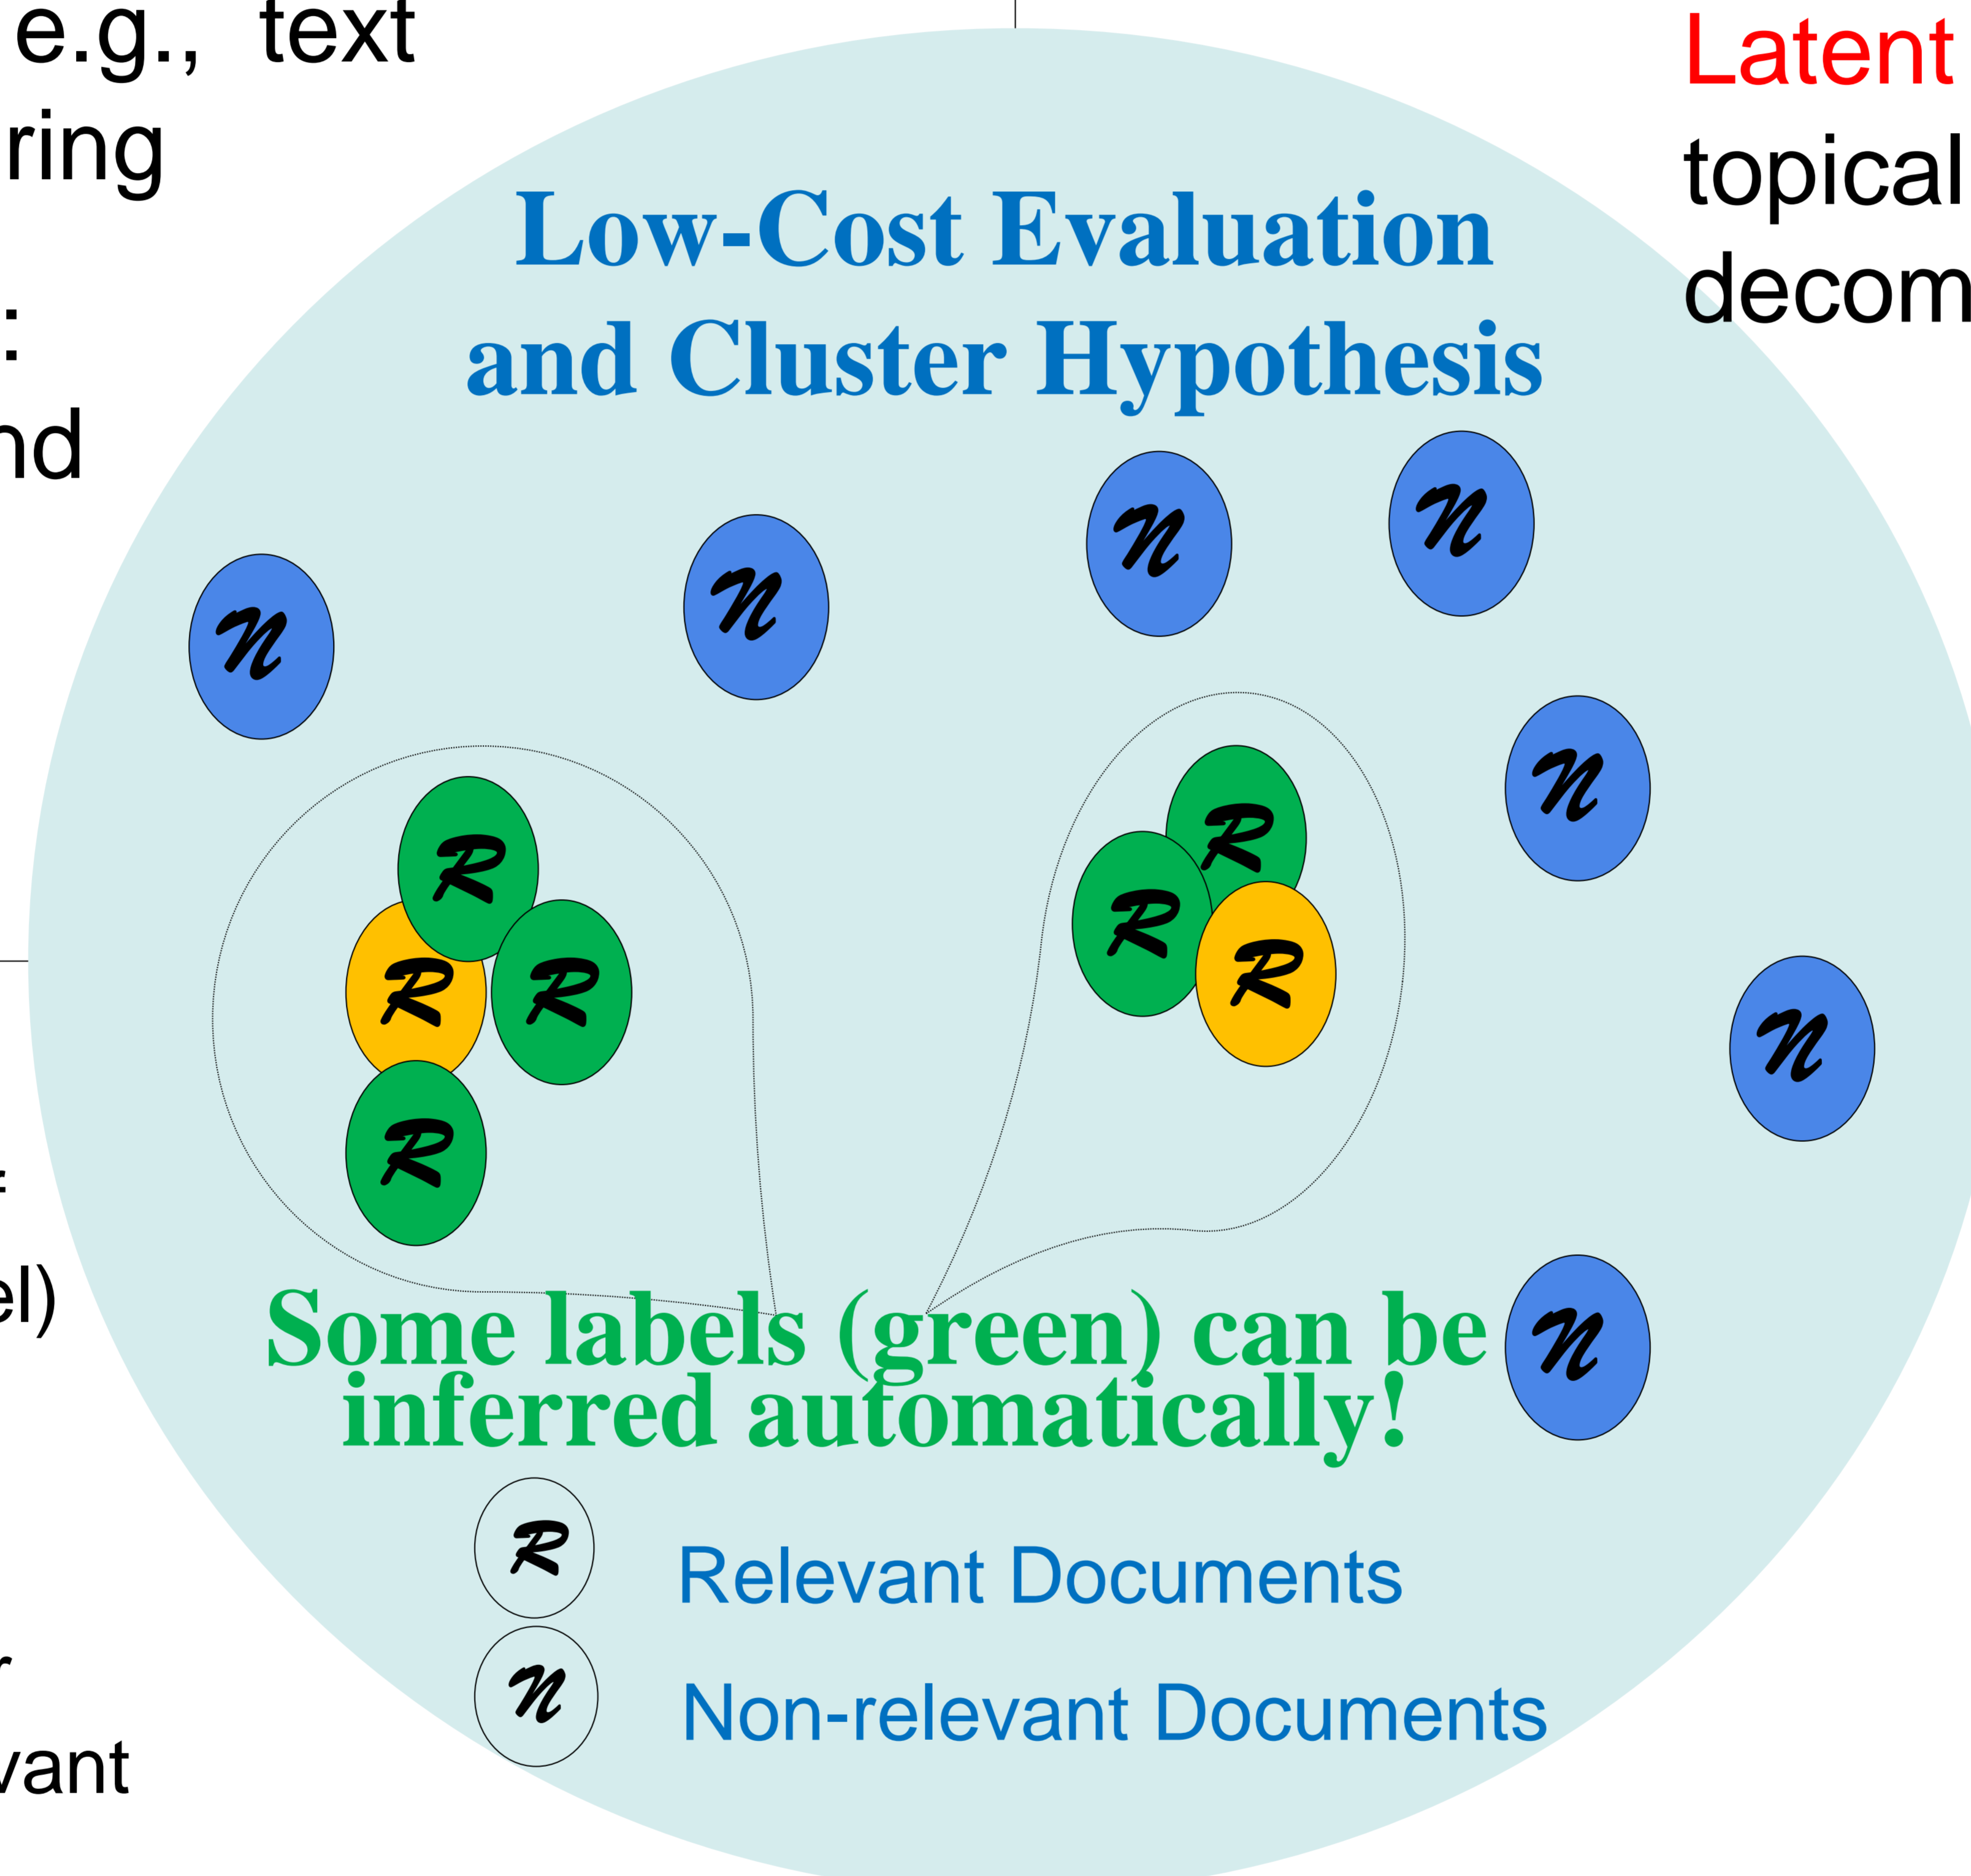 e.g., text
ring
:
nd
el)
vant
Latent
topical
decom
Low-Cost Evaluation
and Cluster Hypothesis
N
N
N
N
N
N
N
R
R
R
R
R
R
R
Some labels (green) can be
inferred automatically!
R Relevant Documents
N Non-relevant Documents